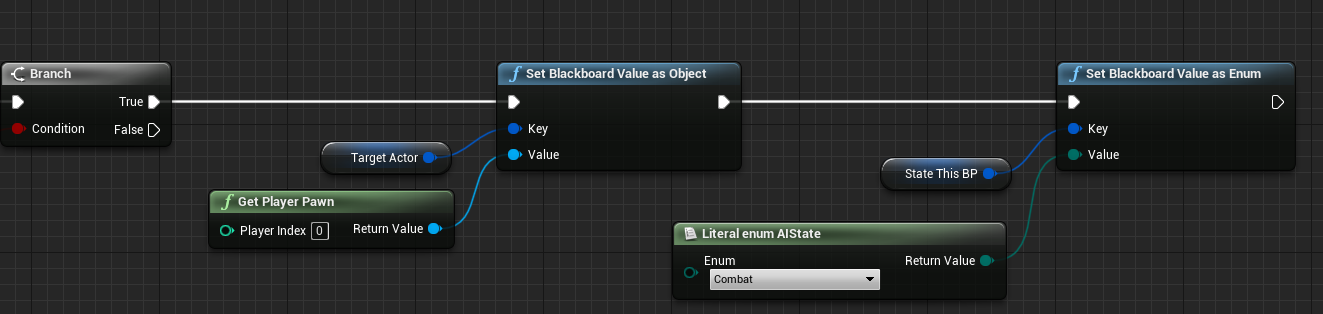 Branch
True
Condition
False
Set Blackboard Value as Object
Key
Value
Target Actor
Get Player Pawn
Player Index 0
Return Value
Set Blackboard Value as Enum
Key
Value
State This BP
Literal enum AIState
Enum
Combat
Return Value